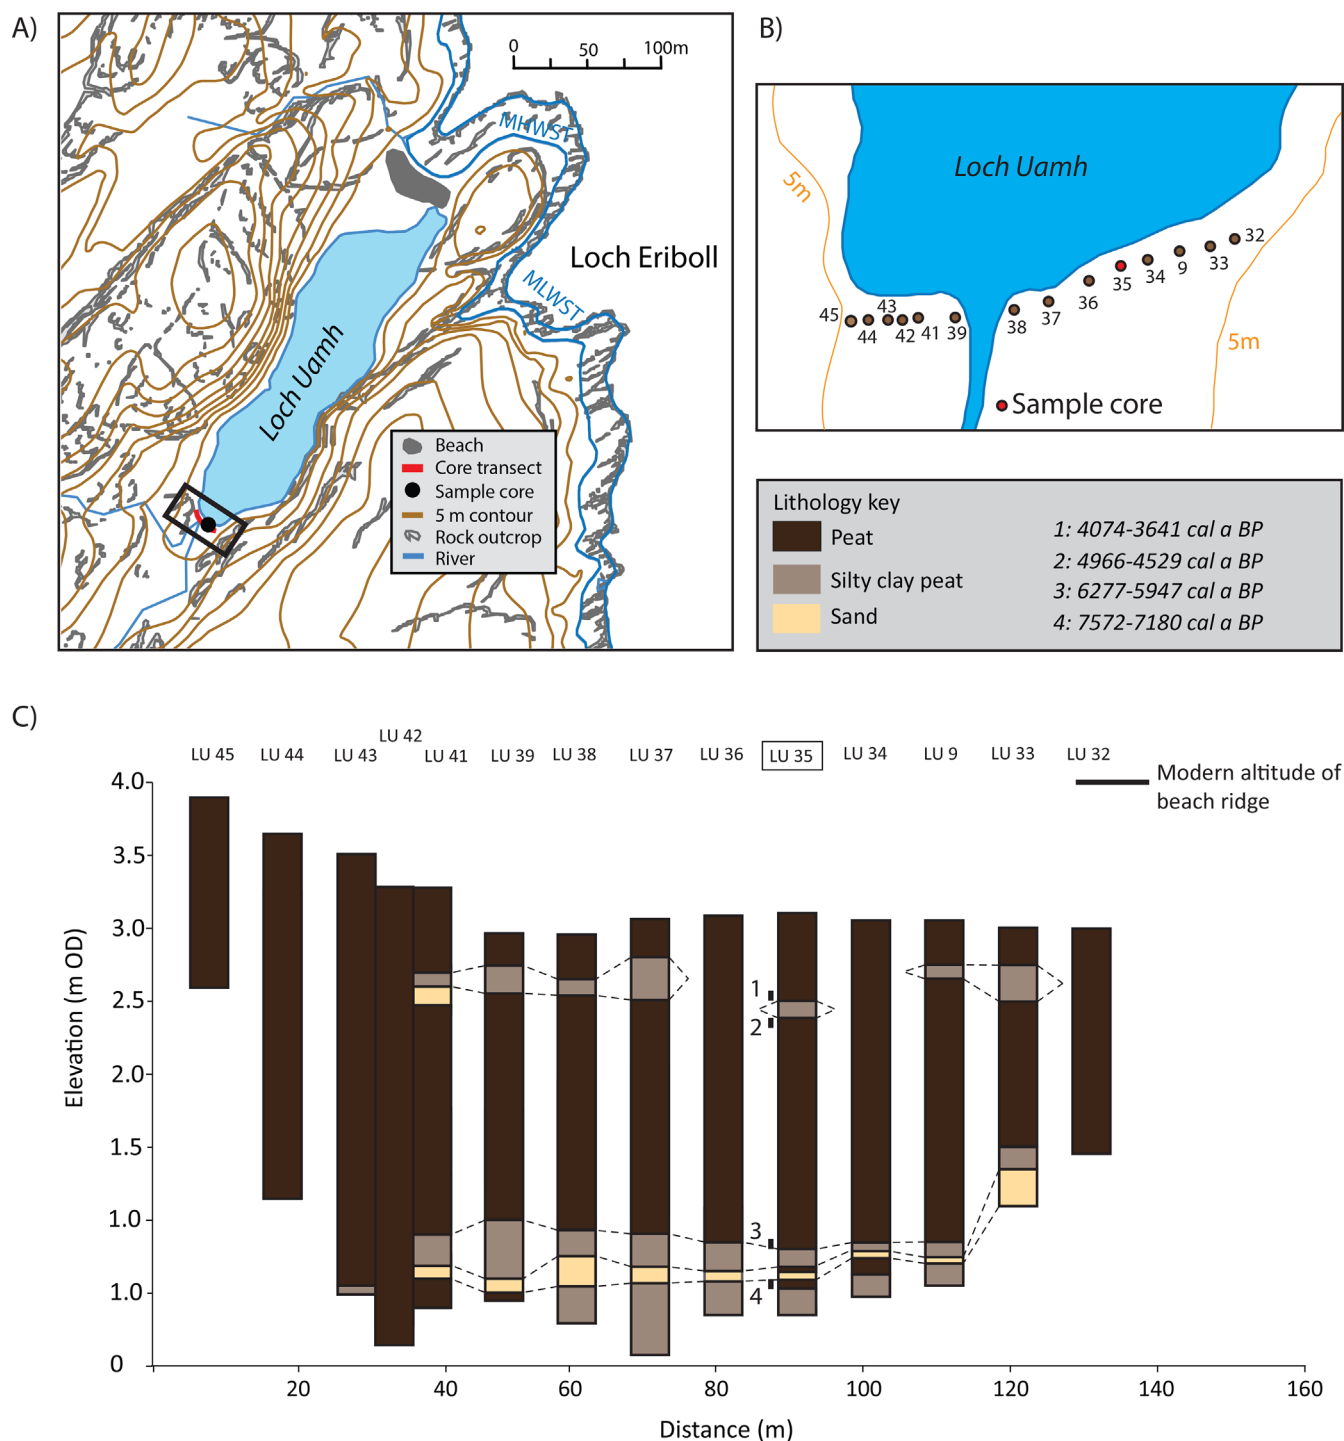 A)
0 50 100m
MHWST
Loch Eriboll
MLWST
Loch Uamh
Beach
Core transect
Sample core
5 m contour
Rock outcrop
River
B)
Loch Uamh
5m
32
33
9
34
35
36
37
38
45
44
43
42
41
39
5m
Sample core
Lithology key
Peat
Silty clay peat
Sand
1: 4074-3641 cal a BP
2: 4966-4529 cal a BP
3: 6277-5947 cal a BP
4: 7572-7180 cal a BP
C)
LU 45 LU 44 LU 43 LU 42 LU 41 LU 39 LU 38 LU 37 LU 36 LU 35 LU 34 LU 9 LU 33 LU 32
Modern altitude of
beach ridge
4.0
3.5
3.0
2.5
2.0
1.5
1.0
1.0
0
Elevation (m OD)
1
2
3
4
20 40 60 80 100 120 140 160
Distance (m)